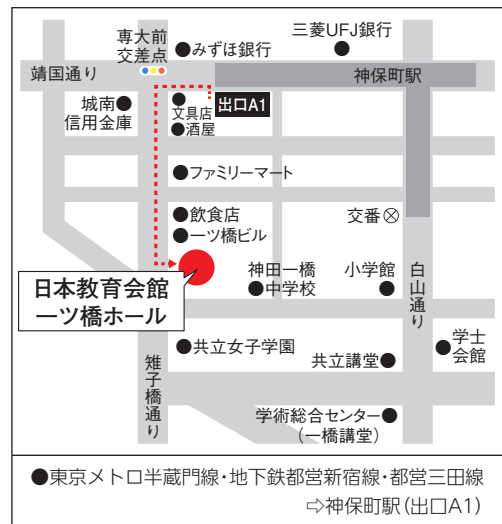 専大前
交差点
●みずほ銀行
三菱UFJ銀行
靖国通り
神保町駅
城南
信用金庫
文具店
出口A1
●酒屋
●ファミリーマート
●飲食店
交番
●一ツ橋ビル
日本教育会館
一ツ橋ホール
神田一橋
●中学校
小学館
白山通り
●共立女子学園
共立講堂●
学士
会館
雉子橋通り
学術総合センター●
(一橋講堂)
●東京メトロ半蔵門線・地下鉄都営新宿線・都営三田線
⇨神保町駅(出口A1)